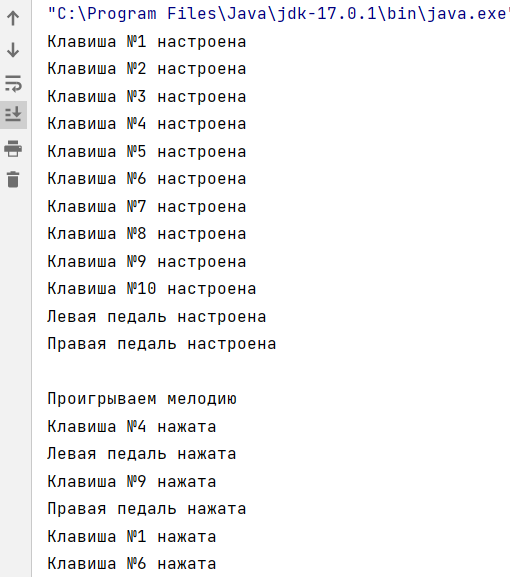 "C:\Program Files\Java\jdk-17.0.1\bin\java.exe"
Клавиша №1 настроена
Клавиша №2 настроена
Клавиша №3 настроена
Клавиша №4 настроена
Клавиша №5 настроена
Клавиша №6 настроена
Клавиша №7 настроена
Клавиша №8 настроена
Клавиша №9 настроена
Клавиша №10 настроена
Левая педаль настроена
Правая педаль настроена
Проигрываем мелодию
Клавиша №4 нажата
Левая педаль нажата
Клавиша №9 нажата
Правая педаль нажата
Клавиша №1 нажата
Клавиша №6 нажата